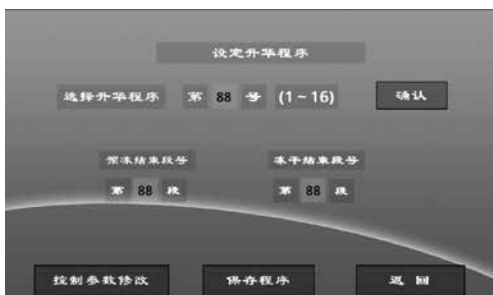 设定升华程序
选择升华程序 第 88 号 (1~16) 确认
预冻结束段号 冻干结束段号
第 88 段 第 88 段
控制参数修改 保存程序 返回